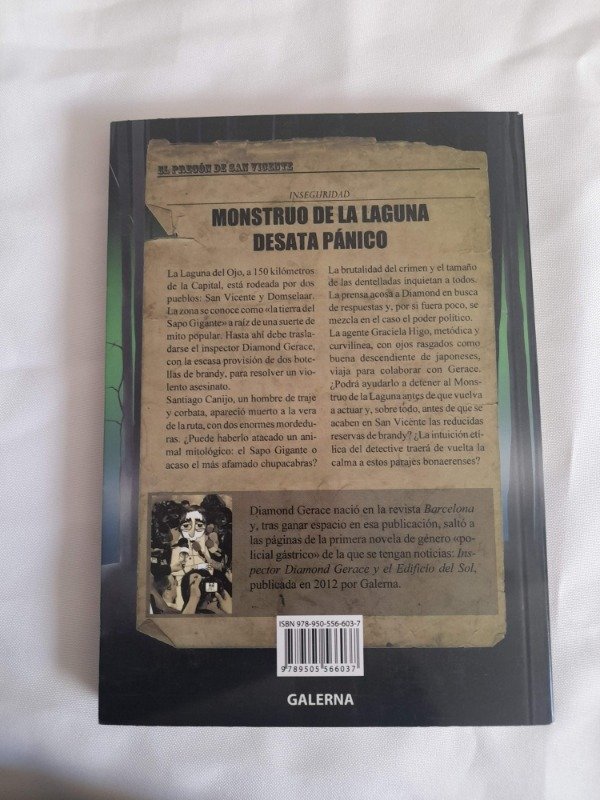 EL PREGÓN DE SAN VICENTE
INSEGURIDAD
MONSTRUO DE LA LAGUNA
DESATA PÁNICO
La Laguna del Ojo, a 150 kilómetros
de la Capital, está rodeada por dos
pueblos: San Vicente y Domselaar.
La zona se conoce como «la tierra del
Sapo Gigante» a raíz de una suerte de
mito popular. Hasta ahí debe trasla-
darse el inspector Diamond Gerace,
con la escasa provisión de dos bote-
llas de brandy, para resolver un vio-
lento asesinato.
Santiago Canijo, un hombre de traje
y corbata, apareció muerto a la vera
de la ruta, con dos enormes mordedu-
ras. ¿Puede haberlo atacado un ani-
mal mitológico: el Sapo Gigante o
acaso el más afamado chupacabras?
La brutalidad del crimen y el tamaño
de las dentelladas inquietan a todos.
La prensa acosa a Diamond en busca
de respuestas y, por si fuera poco, se
mezcla en el caso el poder político.
La agente Graciela Higo, metódica y
curvilínea, con ojos rasgados como
buena descendiente de japoneses,
viaja para colaborar con Gerace.
¿Podrá ayudarlo a detener al Mons-
truo de la Laguna antes de que vuelva
a actuar y, sobre todo, antes de que se
acaben en San Vicente las reducidas
reservas de brandy? ¿La intuición etí-
lica del detective traerá de vuelta la
calma a estos parajes bonaerenses?
Diamond Gerace nació en la revista Barcelona
y, tras ganar espacio en esa publicación, saltó a
las páginas de la primera novela de género «po-
licial gástrico» de la que se tengan noticias: Ins-
pector Diamond Gerace y el Edificio del Sol,
publicada en 2012 por Galerna.
ISBN 978-950-556-603-7
9789505566037
GALERNA